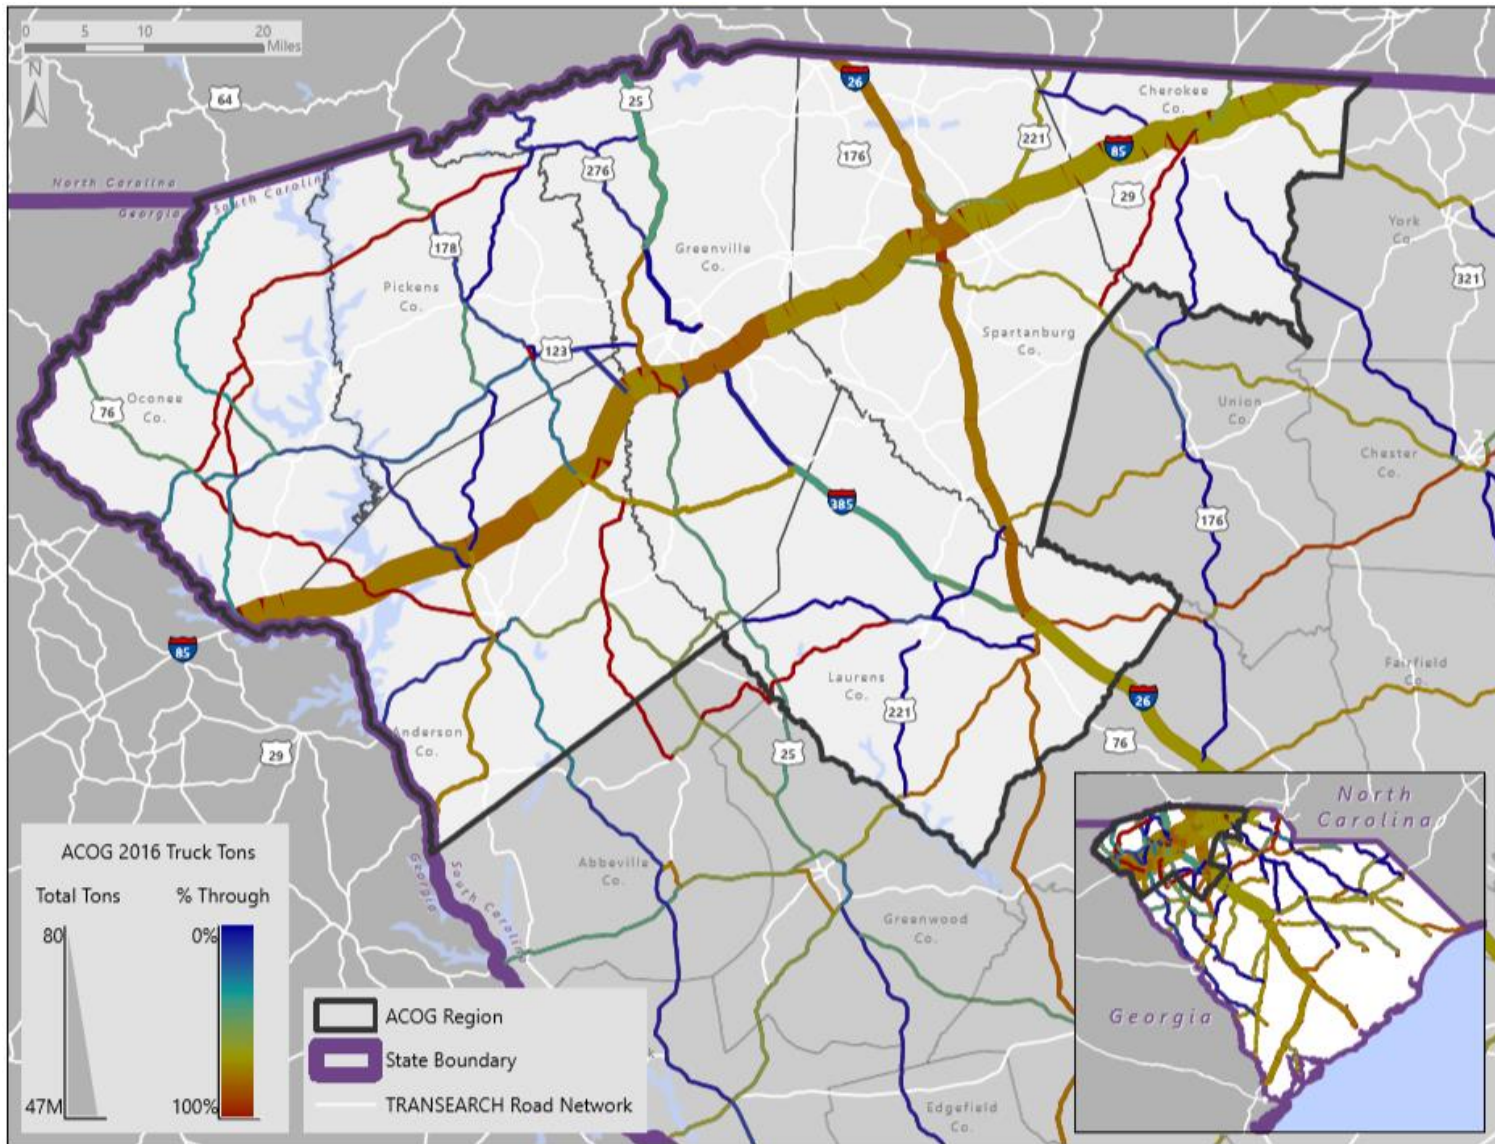 0 5 10 20
Miles
N
64
25
26
Cherokee
Co.
221
85
176
276
29
North Carolina
South Carolina
Georgia
York
Co.
178
Greenville
Co.
321
Pickens
Co.
Spartanburg
Co.
123
76
Oconee
Co.
Union
Co.
Chester
Co.
385
176
85
Laurens
Co.
Fairfield
Co.
26
221
Anderson
Co.
29
25
76
North
Carolina
ACOG 2016 Truck Tons
Total Tons % Through
80 0%
47M 100%
Georgia
South Carolina
Abbeville
Co.
Greenwood
Co.
ACOG Region
State Boundary
TRANSEARCH Road Network
Georgia
Edgefield
Co.